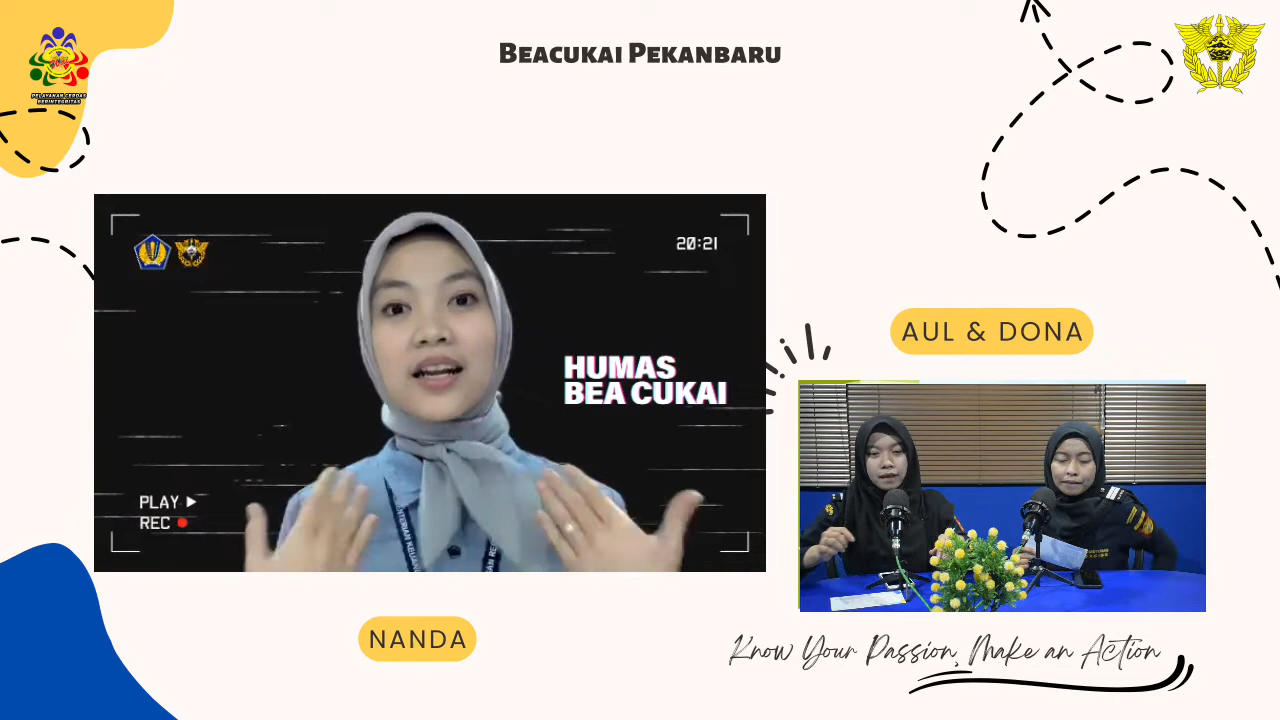 BEACUKAI PEKANBARU
PELAYANAN CERDAS
BERINTEGRITAS
20:21
HUMAS
BEA CUKAI
PLAY
REC
AUL & DONA
NANDA
Know Your Passion, Make an Action